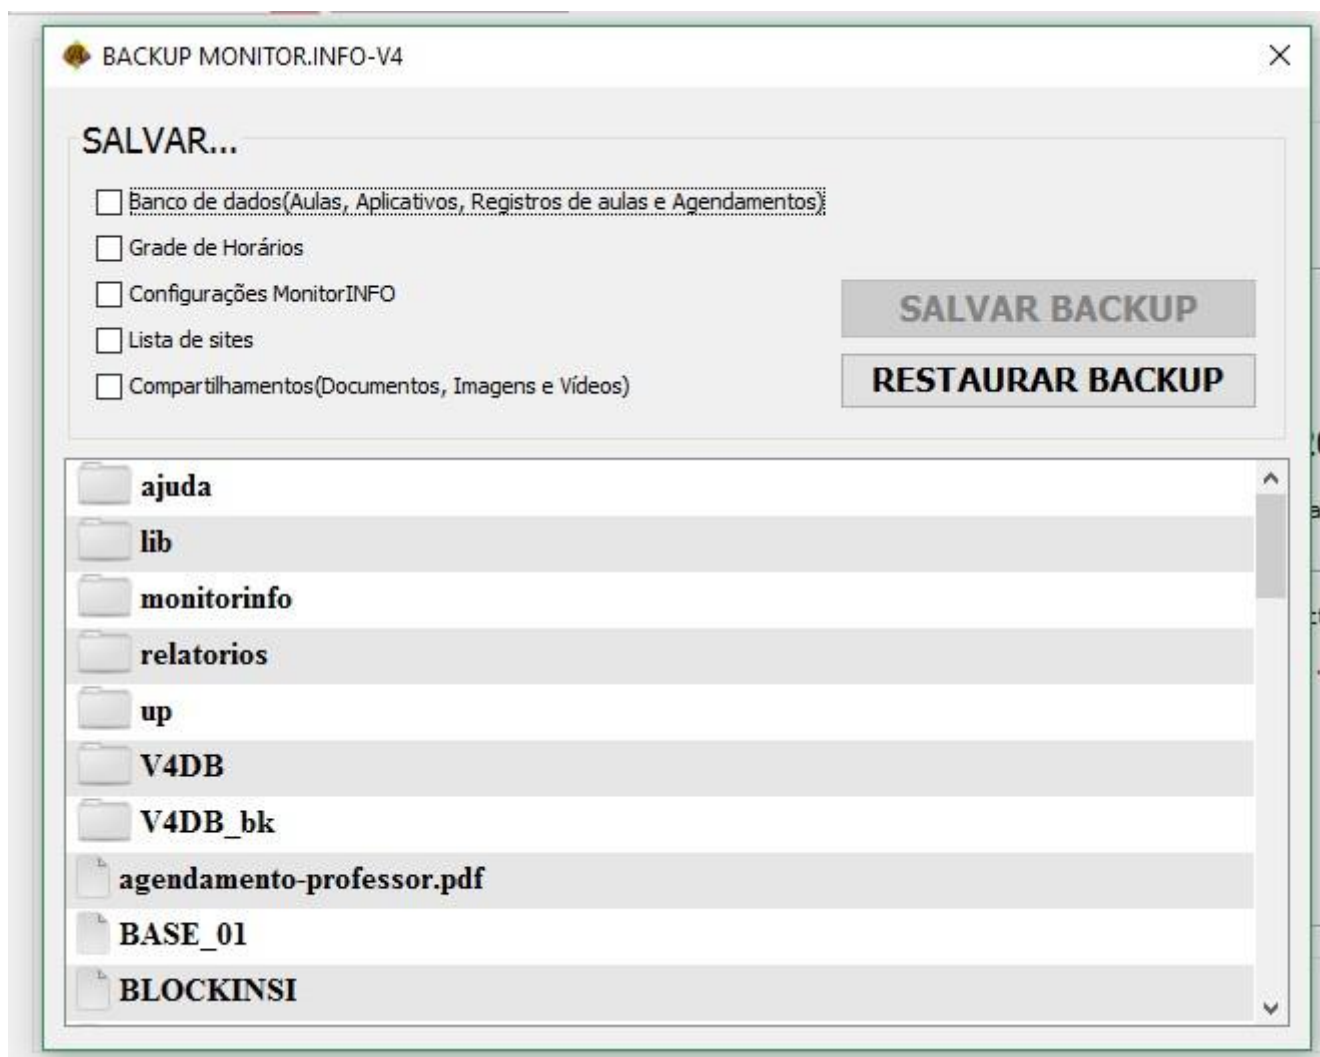 BACKUP MONITOR.INFO-V4
SALVAR...
Banco de dados(Aulas, Aplicativos, Registros de aulas e Agendamentos)
Grade de Horários
Configurações MonitorINFO
SALVAR BACKUP
Lista de sites
RESTAURAR BACKUP
Compartilhamentos(Documentos, Imagens e Vídeos)
ajuda
lib
monitorinfo
relatorios
up
V4DB
V4DB_bk
agendamento-professor.pdf
BASE_01
BLOCKINSI